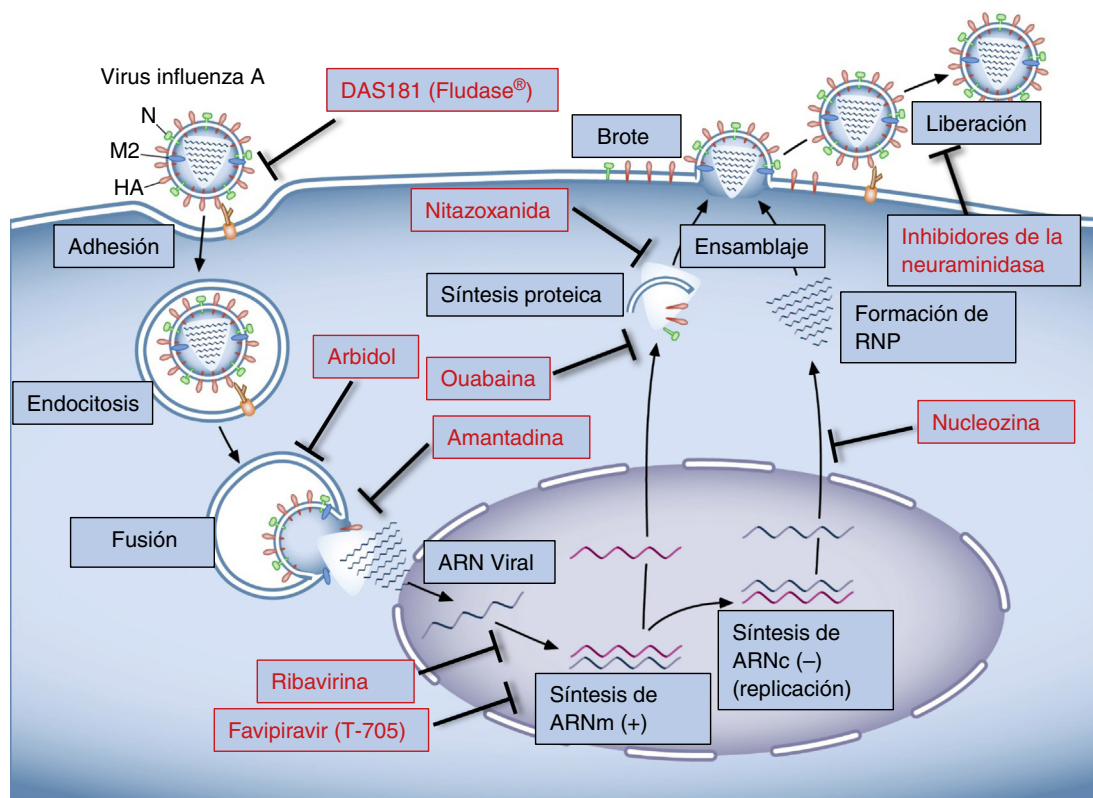 Virus influenza A
N
M2
HA
DAS181 (Fludase®)
Adhesión
Brote
Liberación
Nitazoxanida
Ensamblaje
Inhibidores de la
neuraminidasa
Síntesis proteica
Formación de
RNP
Arbidol
Ouabaina
Endocitosis
Amantadina
Nucleozina
Fusión
ARN Viral
Síntesis de
ARNc (–)
(replicación)
Ribavirina
Síntesis de
ARNm (+)
Favipiravir (T-705)